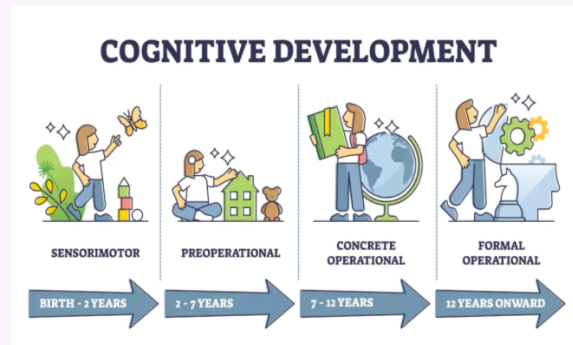 COGNITIVE DEVELOPMENT
SENSORIMOTOR
PREOPERATIONAL
CONCRETE
OPERATIONAL
FORMAL
OPERATIONAL
BIRTH - 2 YEARS
2 - 7 YEARS
7 - 12 YEARS
12 YEARS ONWARD